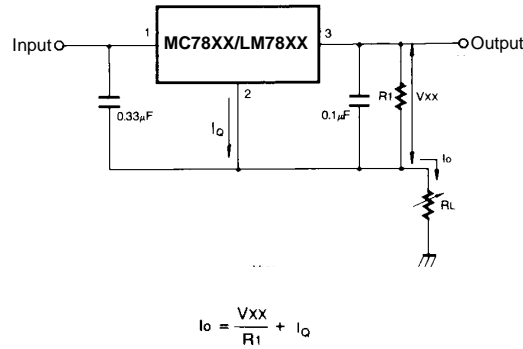 Input
1
MC78XX/LM78XX
3
Output
2
0.33μF
IQ
0.1μF
R1
VXX
Io
RL
Io = VXX / R1 + IQ